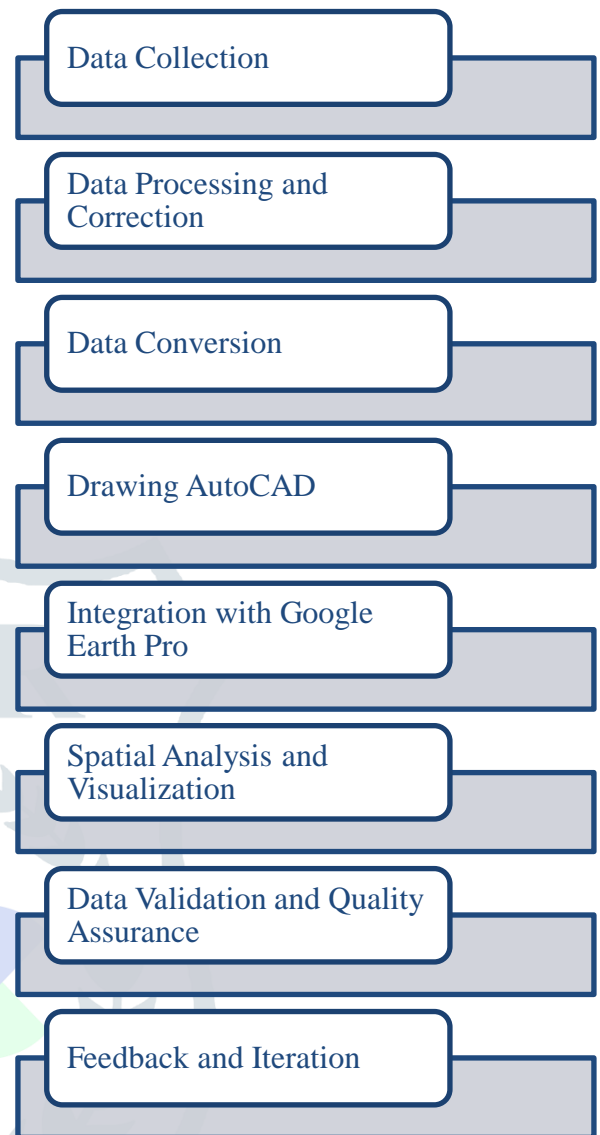 Data Collection
Data Processing and
Correction
Data Conversion
Drawing AutoCAD
Integration with Google
Earth Pro
Spatial Analysis and
Visualization
Data Validation and Quality
Assurance
Feedback and Iteration